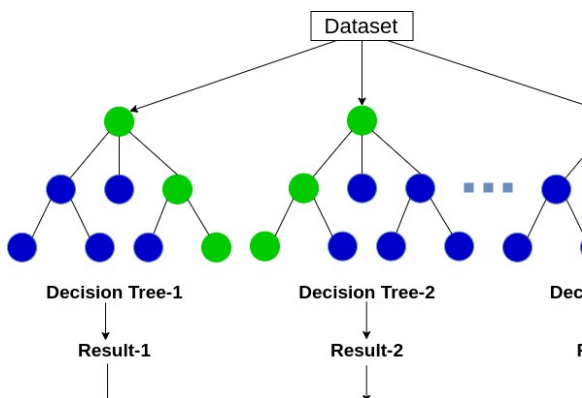 Dataset
Decision Tree-1
Decision Tree-2
Result-1
Result-2